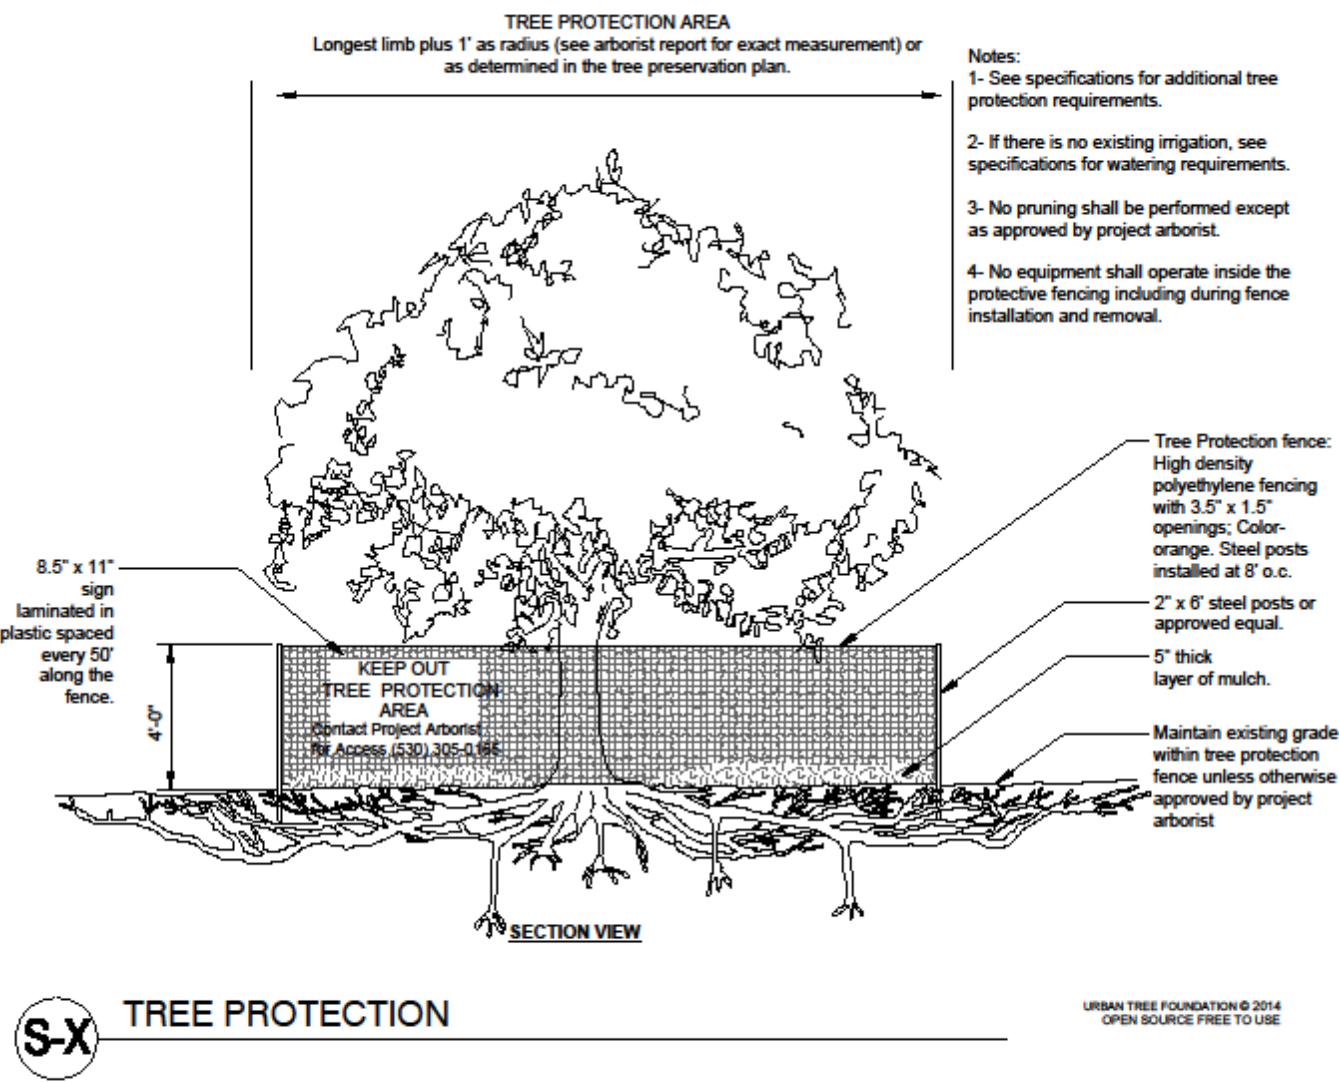 TREE PROTECTION AREA
Longest limb plus 1' as radius (see arborist report for exact measurement) or
as determined in the tree preservation plan.
Notes:
1- See specifications for additional tree
protection requirements.
2- If there is no existing irrigation, see
specifications for watering requirements.
3- No pruning shall be performed except
as approved by project arborist.
4- No equipment shall operate inside the
protective fencing including during fence
installation and removal.
Tree Protection fence:
High density
polyethylene fencing
with 3.5" x 1.5"
openings; Color-
orange. Steel posts
installed at 8' o.c.
2" x 6' steel posts or
approved equal.
5" thick
layer of mulch.
Maintain existing grade
within tree protection
fence unless otherwise
approved by project
arborist
8.5" x 11"
sign
laminated in
plastic spaced
every 50'
along the
fence.
4'-0"
KEEP OUT
TREE PROTECTION
AREA
Contact Project Arborist
for Access (530) 305-0165
SECTION VIEW
S-X
TREE PROTECTION
URBAN TREE FOUNDATION © 2014
OPEN SOURCE FREE TO USE